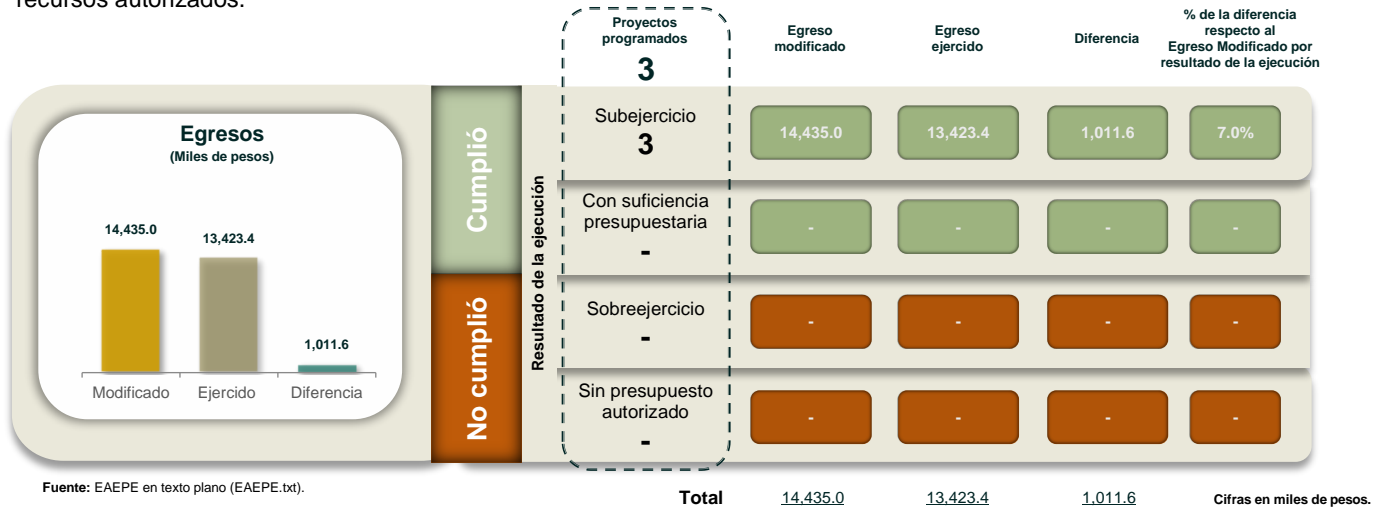 recursos autorizados.
Proyectos
programados
3
Egreso
modificado
Egreso
ejercido
Diferencia
% de la diferencia
respecto al
Egreso Modificado por
resultado de la ejecución
Egresos
(Miles de pesos)
14,435.0
13,423.4
1,011.6
Modificado
Ejercido
Diferencia
Cumplió
No cumplió
Resultado de la ejecución
Subejercicio
3
14,435.0
13,423.4
1,011.6
7.0%
Con suficiencia
presupuestaria
-
-
-
-
-
Sobreejercicio
-
-
-
-
-
Sin presupuesto
autorizado
-
-
-
-
-
Fuente: EAEPE en texto plano (EAEPE.txt).
Total 14,435.0 13,423.4 1,011.6 Cifras en miles de pesos.